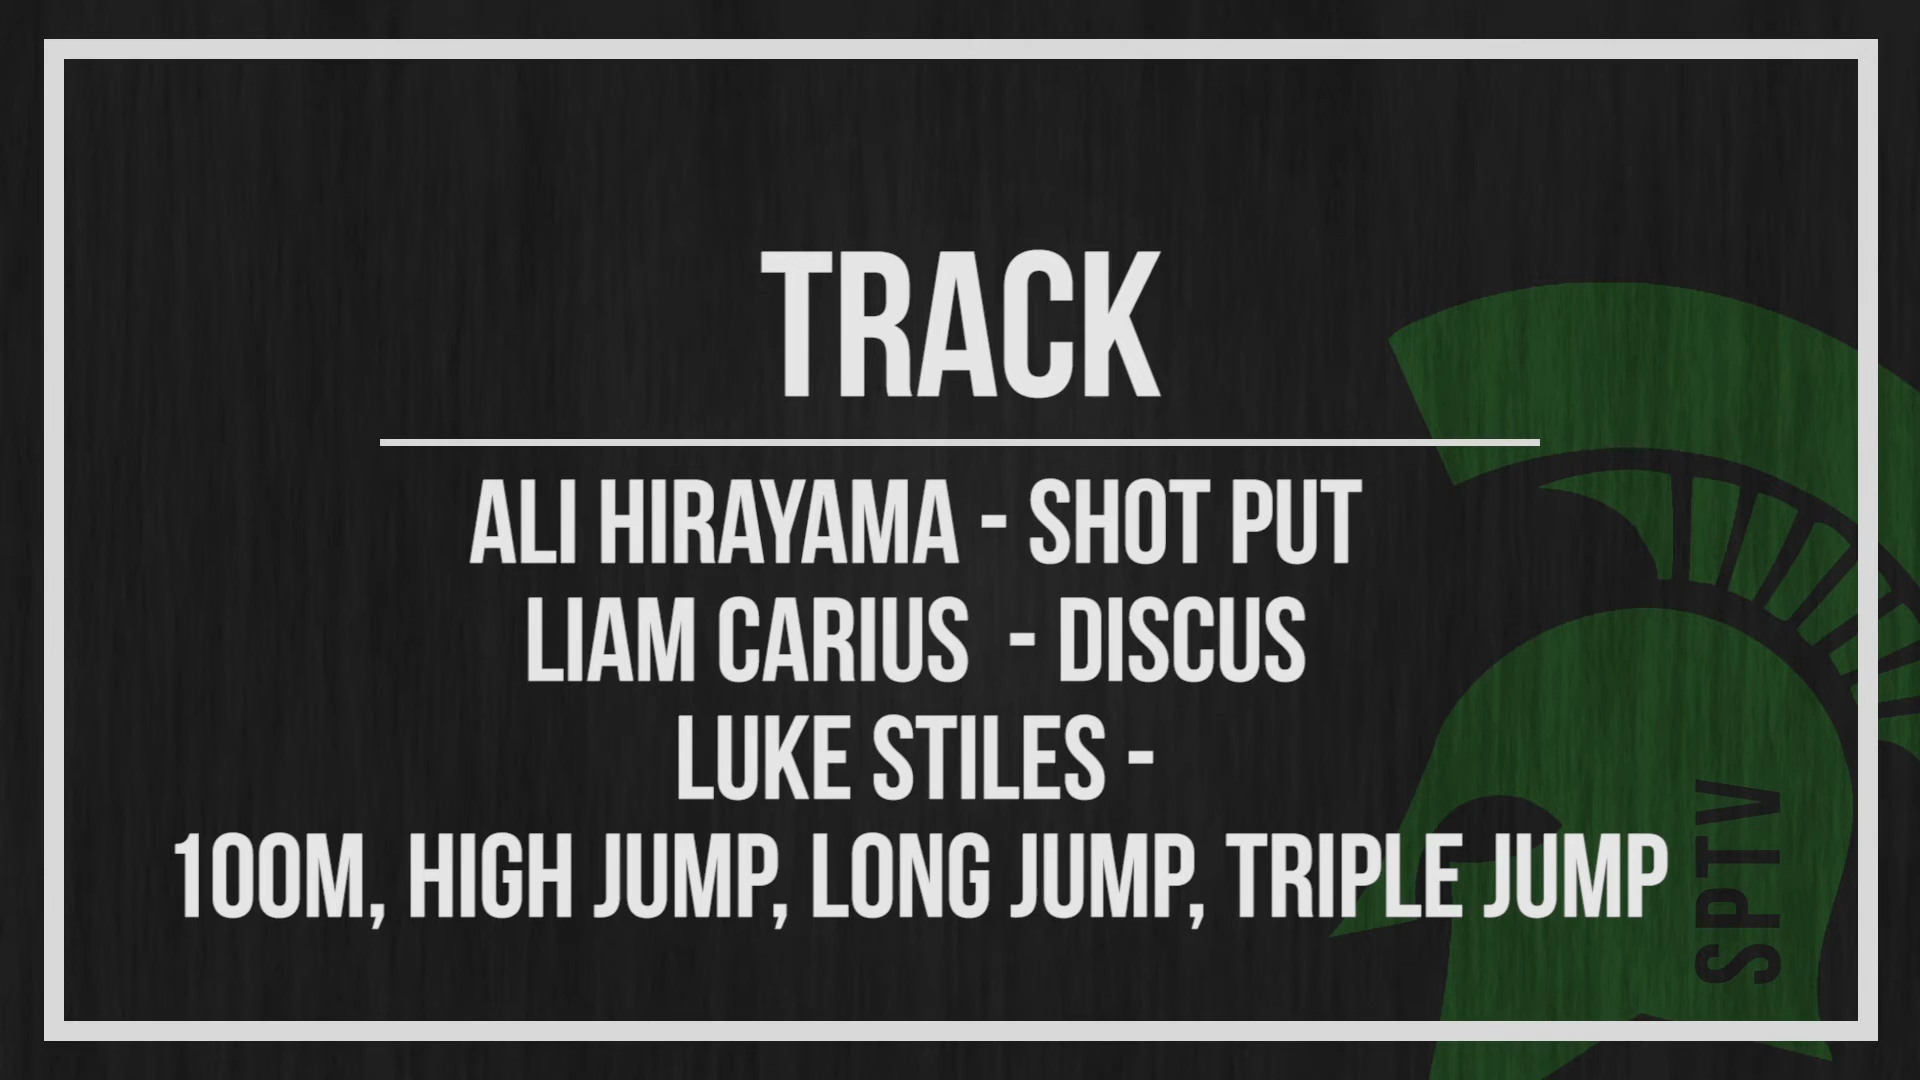 TRACK
ALI HIRAYAMA - SHOT PUT
LIAM CARIUS  - DISCUS
LUKE STILES -
100M, HIGH JUMP, LONG JUMP, TRIPLE JUMP
SPTV